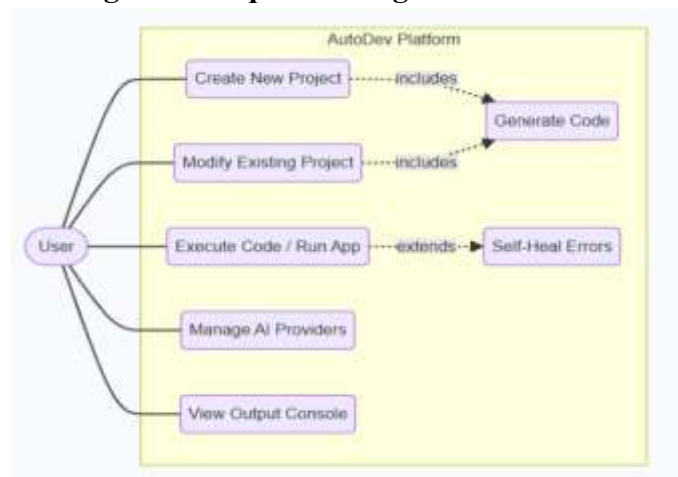 AutoDev Platform
Create New Project
includes
Generate Code
Modify Existing Project
includes
User
Execute Code / Run App
extends
Self-Heal Errors
Manage AI Providers
View Output Console